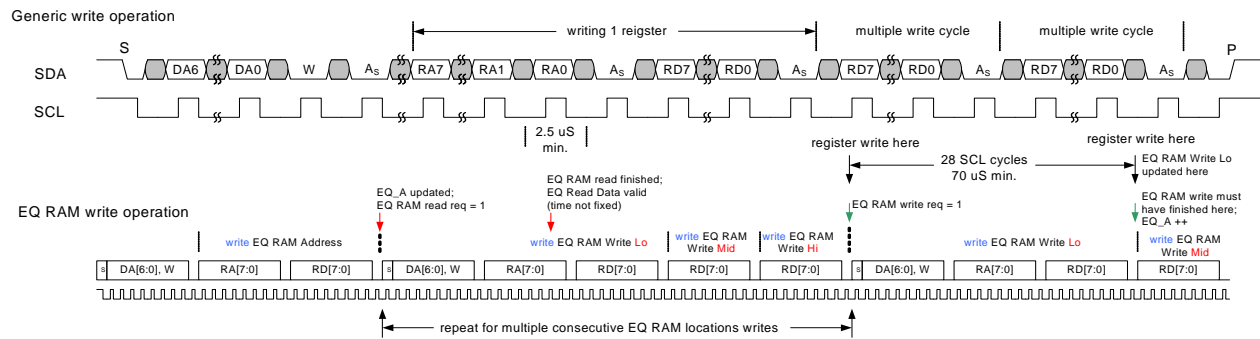 Generic write operation
writing 1 reigster
multiple write cycle
multiple write cycle
S
P
SDA
DA6
DA0
W
AS
RA7
RA1
RA0
AS
RD7
RD0
AS
RD7
RD0
AS
RD7
RD0
AS
SCL
2.5 uS
min.
register write here
register write here
28 SCL cycles
70 uS min.
EQ RAM Write Lo
updated here
EQ_A updated;
EQ RAM read req = 1
EQ RAM read finished;
EQ Read Data valid
(time not fixed)
EQ RAM write req = 1
EQ RAM write must
have finished here;
EQ_A ++
EQ RAM write operation
write EQ RAM Address
write EQ RAM Write Lo
write EQ RAM
Write Mid
write EQ RAM
Write Hi
write EQ RAM Write Lo
write EQ RAM
Write Mid
s
DA[6:0], W
RA[7:0]
RD[7:0]
s
DA[6:0], W
RA[7:0]
RD[7:0]
RD[7:0]
RD[7:0]
s
DA[6:0], W
RA[7:0]
RD[7:0]
RD[7:0]
repeat for multiple consecutive EQ RAM locations writes